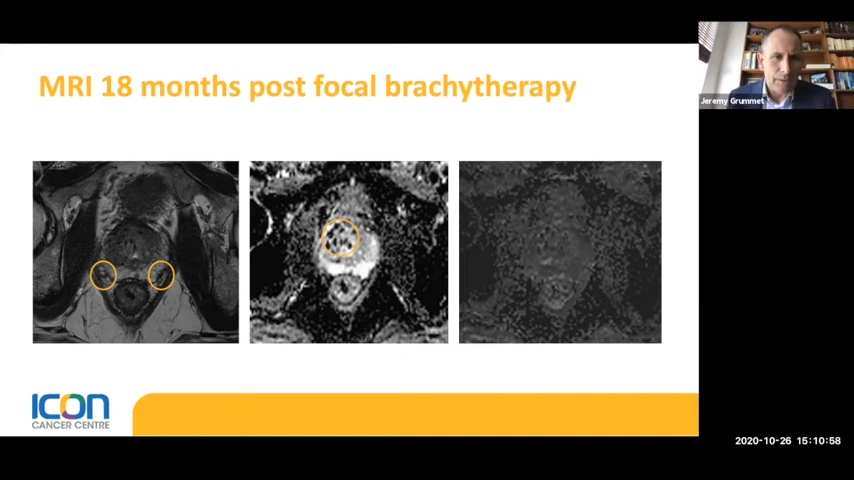 MRI 18 months post focal brachytherapy
Jeremy Grummet
ICON
CANCER CENTRE
2020-10-26 15:10:58